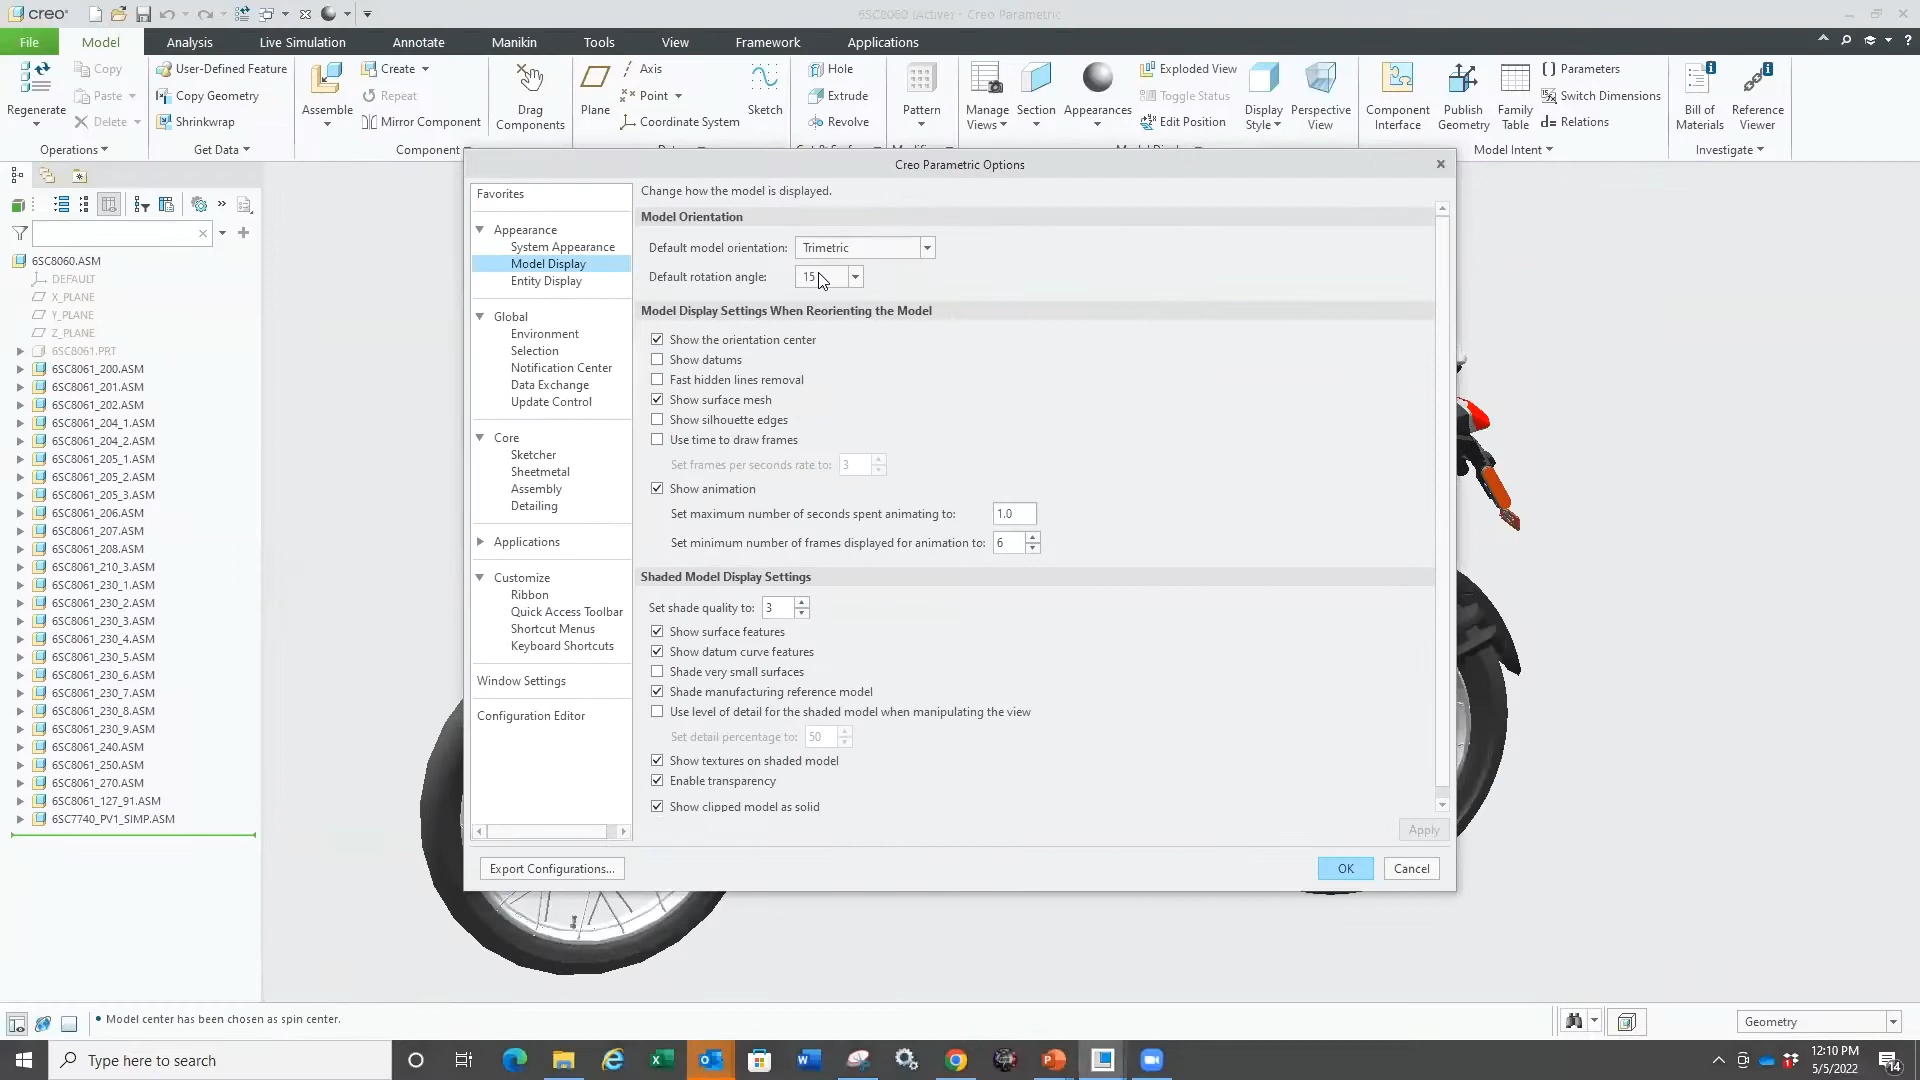 creo
6SC8060 (Active) - Creo Parametric
File Model Analysis Live Simulation Annotate Manikin Tools View Framework Applications
Regenerate
Copy
Paste
Delete
Operations
User-Defined Feature
Copy Geometry
Shrinkwrap
Get Data
Assemble
Create
Repeat
Mirror Component
Component
Drag Components
Plane
Axis
Point
Coordinate System
Sketch
Hole
Extrude
Revolve
Pattern
Manage Views
Section
Appearances
Exploded View
Toggle Status
Edit Position
Display Style
Perspective View
Component Interface
Publish Geometry
Family Table
Parameters
Switch Dimensions
Relations
Model Intent
Bill of Materials
Reference Viewer
Investigate
6SC8060.ASM
DEFAULT
X_PLANE
Y_PLANE
Z_PLANE
6SC8061.PRT
6SC8061_200.ASM
6SC8061_201.ASM
6SC8061_202.ASM
6SC8061_204_1.ASM
6SC8061_204_2.ASM
6SC8061_205_1.ASM
6SC8061_205_2.ASM
6SC8061_205_3.ASM
6SC8061_206.ASM
6SC8061_207.ASM
6SC8061_208.ASM
6SC8061_210_3.ASM
6SC8061_230_1.ASM
6SC8061_230_2.ASM
6SC8061_230_3.ASM
6SC8061_230_4.ASM
6SC8061_230_5.ASM
6SC8061_230_6.ASM
6SC8061_230_7.ASM
6SC8061_230_8.ASM
6SC8061_230_9.ASM
6SC8061_240.ASM
6SC8061_250.ASM
6SC8061_270.ASM
6SC8061_127_91.ASM
6SC7740_PV1_SIMP.ASM
Creo Parametric Options
Favorites
Appearance
System Appearance
Model Display
Entity Display
Global
Environment
Selection
Notification Center
Data Exchange
Update Control
Core
Sketcher
Sheetmetal
Assembly
Detailing
Applications
Customize
Ribbon
Quick Access Toolbar
Shortcut Menus
Keyboard Shortcuts
Window Settings
Configuration Editor
Change how the model is displayed.
Model Orientation
Default model orientation: Trimetric
Default rotation angle: 15
Model Display Settings When Reorienting the Model
Show the orientation center
Show datums
Fast hidden lines removal
Show surface mesh
Show silhouette edges
Use time to draw frames
Set frames per seconds rate to: 3
Show animation
Set maximum number of seconds spent animating to: 1.0
Set minimum number of frames displayed for animation to: 6
Shaded Model Display Settings
Set shade quality to: 3
Show surface features
Show datum curve features
Shade very small surfaces
Shade manufacturing reference model
Use level of detail for the shaded model when manipulating the view
Set detail percentage to: 50
Show textures on shaded model
Enable transparency
Show clipped model as solid
Apply
Export Configurations...
OK
Cancel
• Model center has been chosen as spin center.
Geometry
Type here to search
12:10 PM
5/5/2022
14